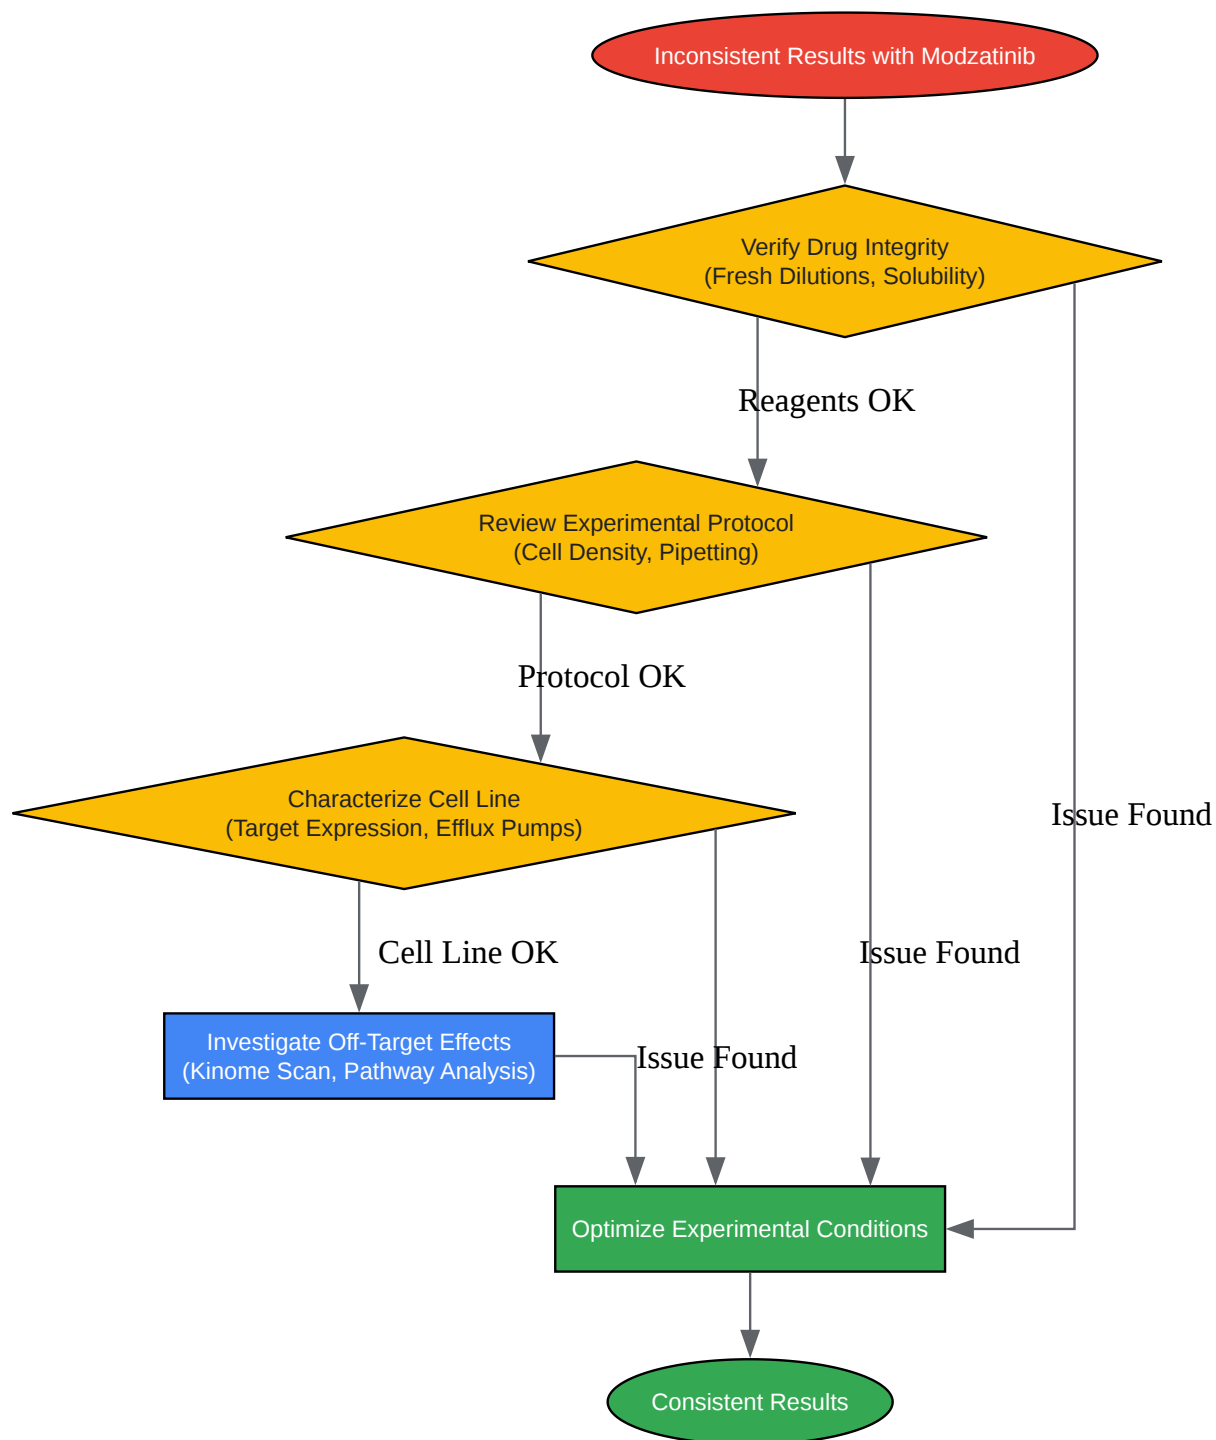 Inconsistent Results with Modzatinib
Verify Drug Integrity
(Fresh Dilutions, Solubility)
Reagents OK
Review Experimental Protocol
(Cell Density, Pipetting)
Protocol OK
Characterize Cell Line
(Target Expression, Efflux Pumps)
Issue Found
Cell Line OK
Issue Found
Investigate Off-Target Effects
(Kinome Scan, Pathway Analysis)
Issue Found
Optimize Experimental Conditions
Consistent Results